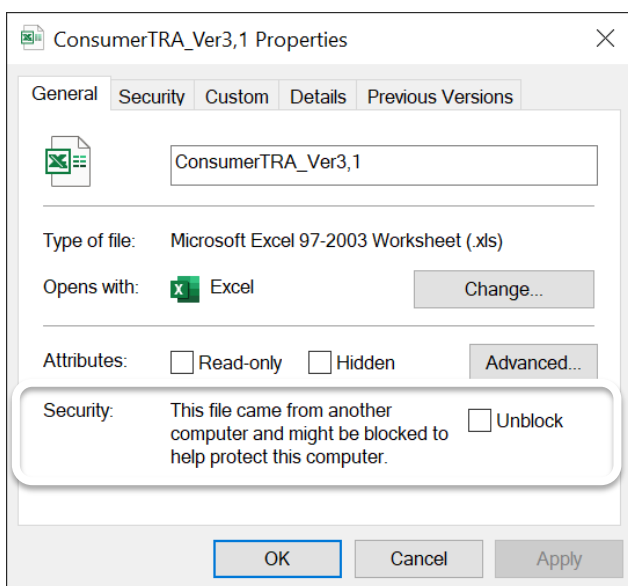 ConsumerTRA_Ver3,1 Properties
General Security Custom Details Previous Versions
ConsumerTRA_Ver3,1
Type of file: Microsoft Excel 97-2003 Worksheet (.xls)
Opens with: Excel Change...
Attributes: Read-only Hidden Advanced...
Security: This file came from another
computer and might be blocked to
help protect this computer.
Unblock
OK Cancel Apply